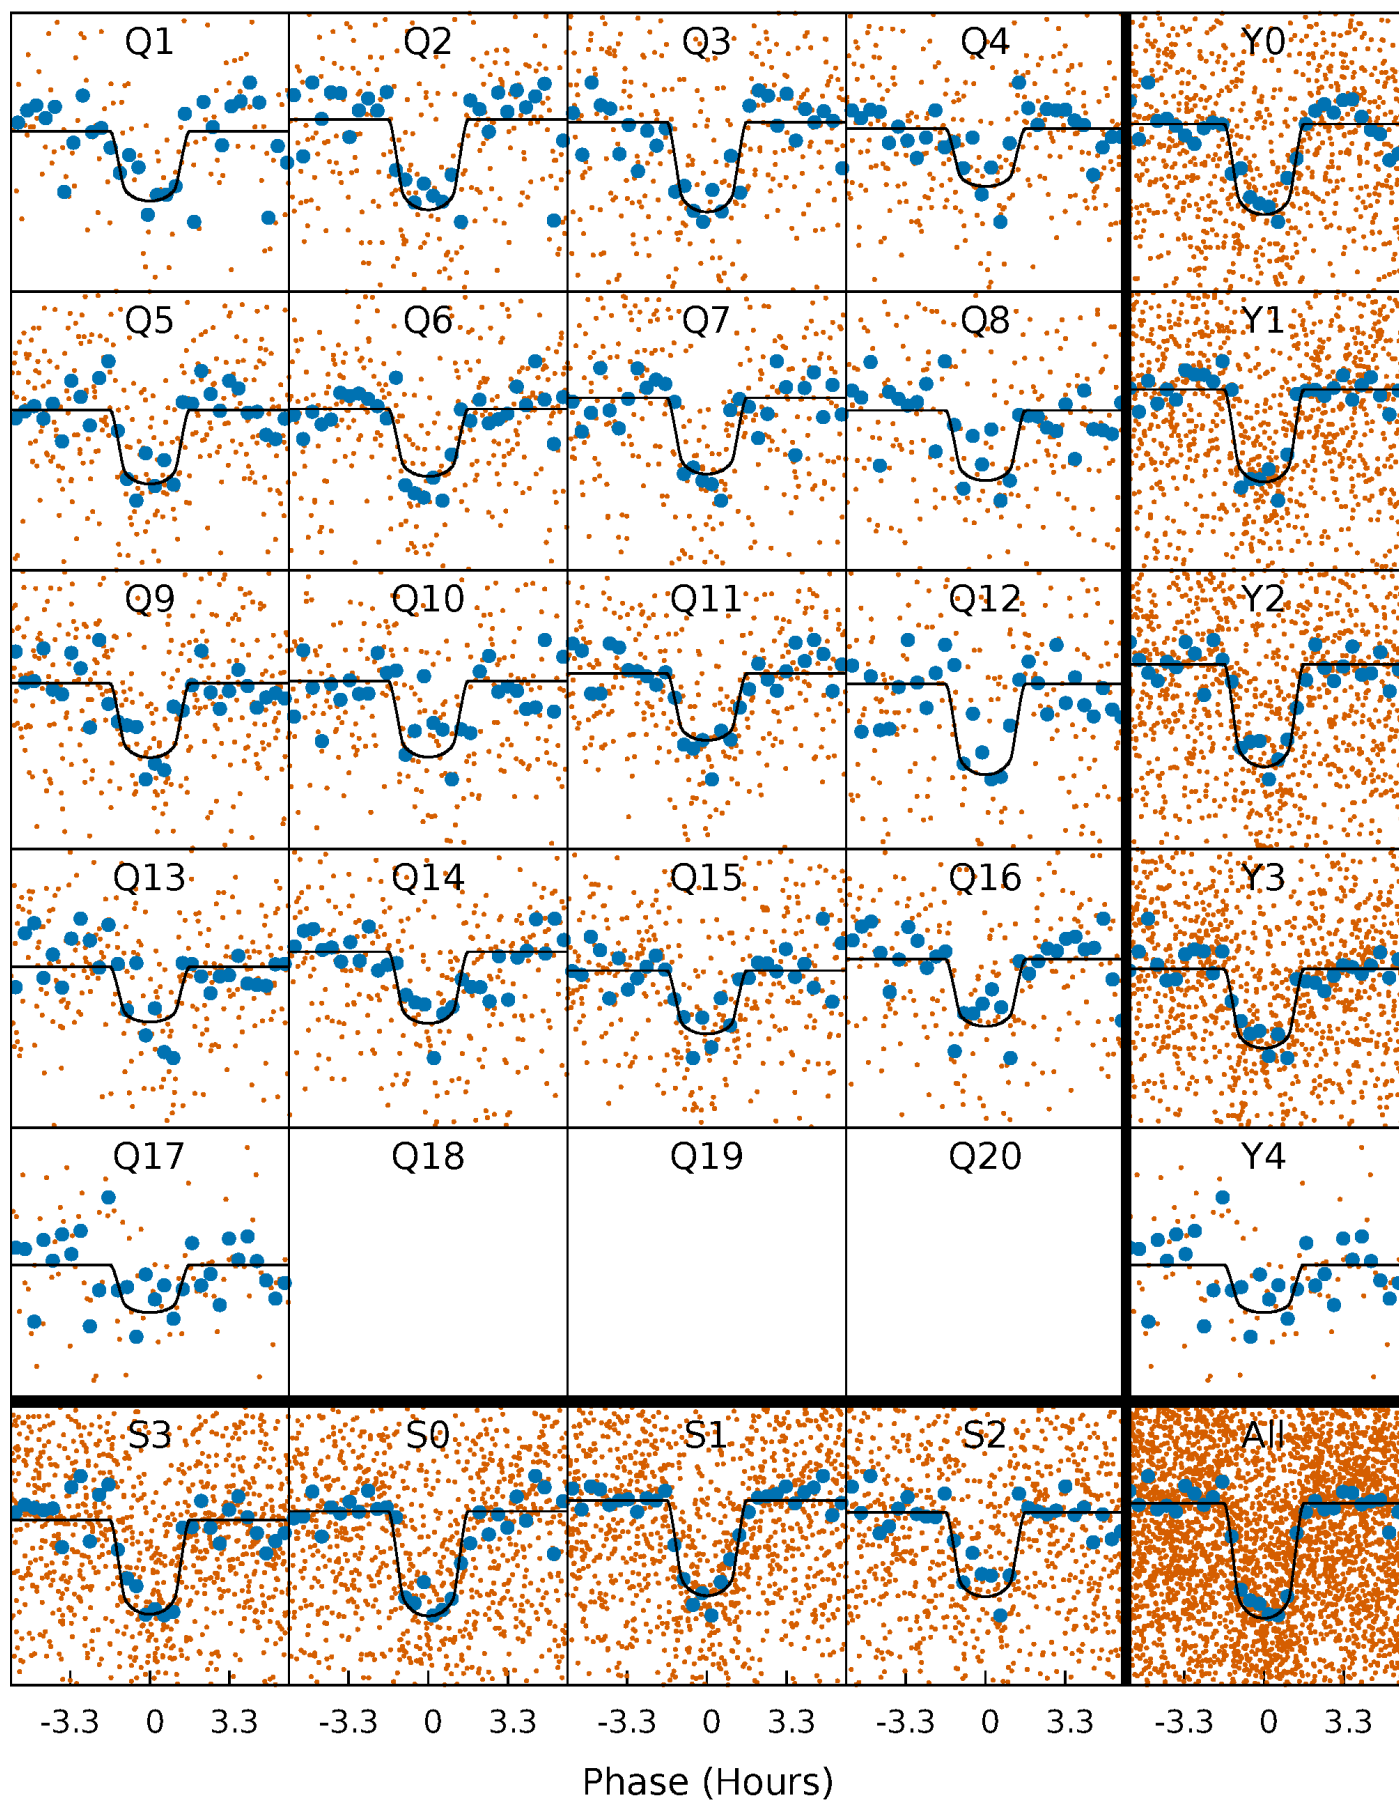 Q1 Q2 Q3 Q4 Y0
Q5 Q6 Q7 Q8 Y1
Q9 Q10 Q11 Q12 Y2
Q13 Q14 Q15 Q16 Y3
Q17 Q18 Q19 Q20 Y4
S3 S0 S1 S2 All
-3.3 0 3.3 -3.3 0 3.3 -3.3 0 3.3 -3.3 0 3.3 -3.3 0 3.3
Phase (Hours)